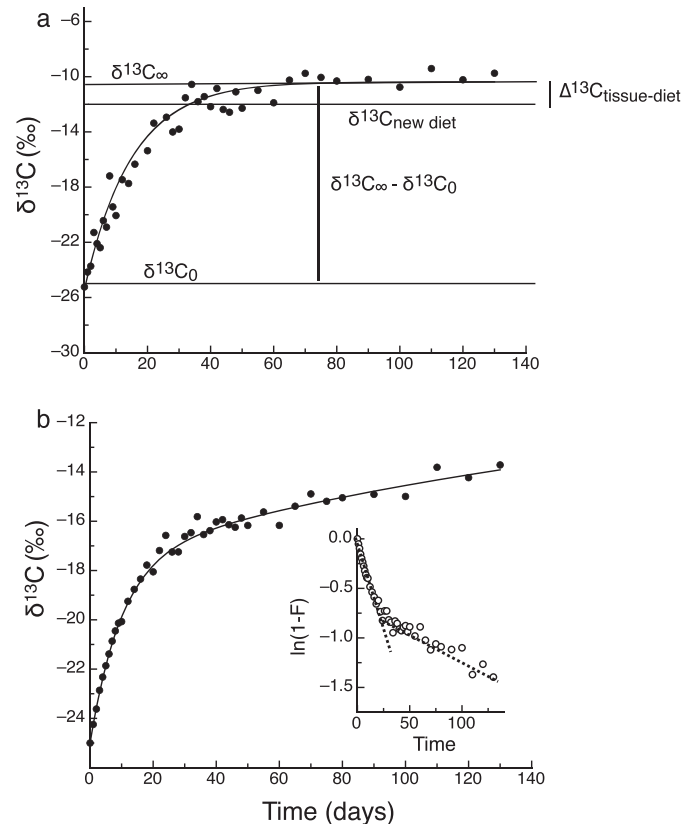 a
−6
−10
−14
−18
−22
−26
−30
δ13C (‰)
δ13C∞
δ13Cnew diet
Δ13Ctissue-diet
δ13C∞ - δ13C0
δ13C0
0 20 40 60 80 100 120 140
b
−12
−14
−16
−18
−20
−22
−24
δ13C (‰)
0.0
−0.5
−1.0
−1.5
ln(1-F)
0 50 100
Time
0 20 40 60 80 100 120 140
Time (days)